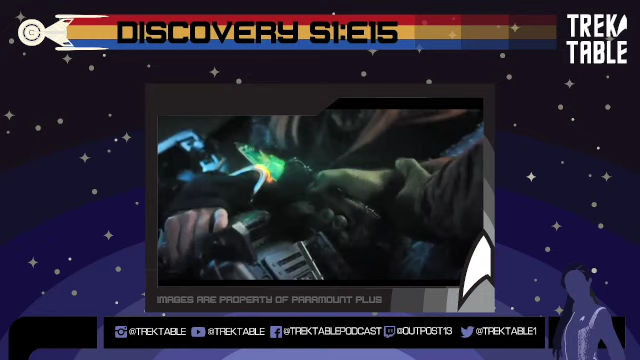 DISCOVERY S1:E15
TREK
TABLE
IMAGES ARE PROPERTY OF PARAMOUNT PLUS
@TREKTABLE @TREKTABLE @TREKTABLEPODCAST @OUTPOST13 @TREKTABLE1